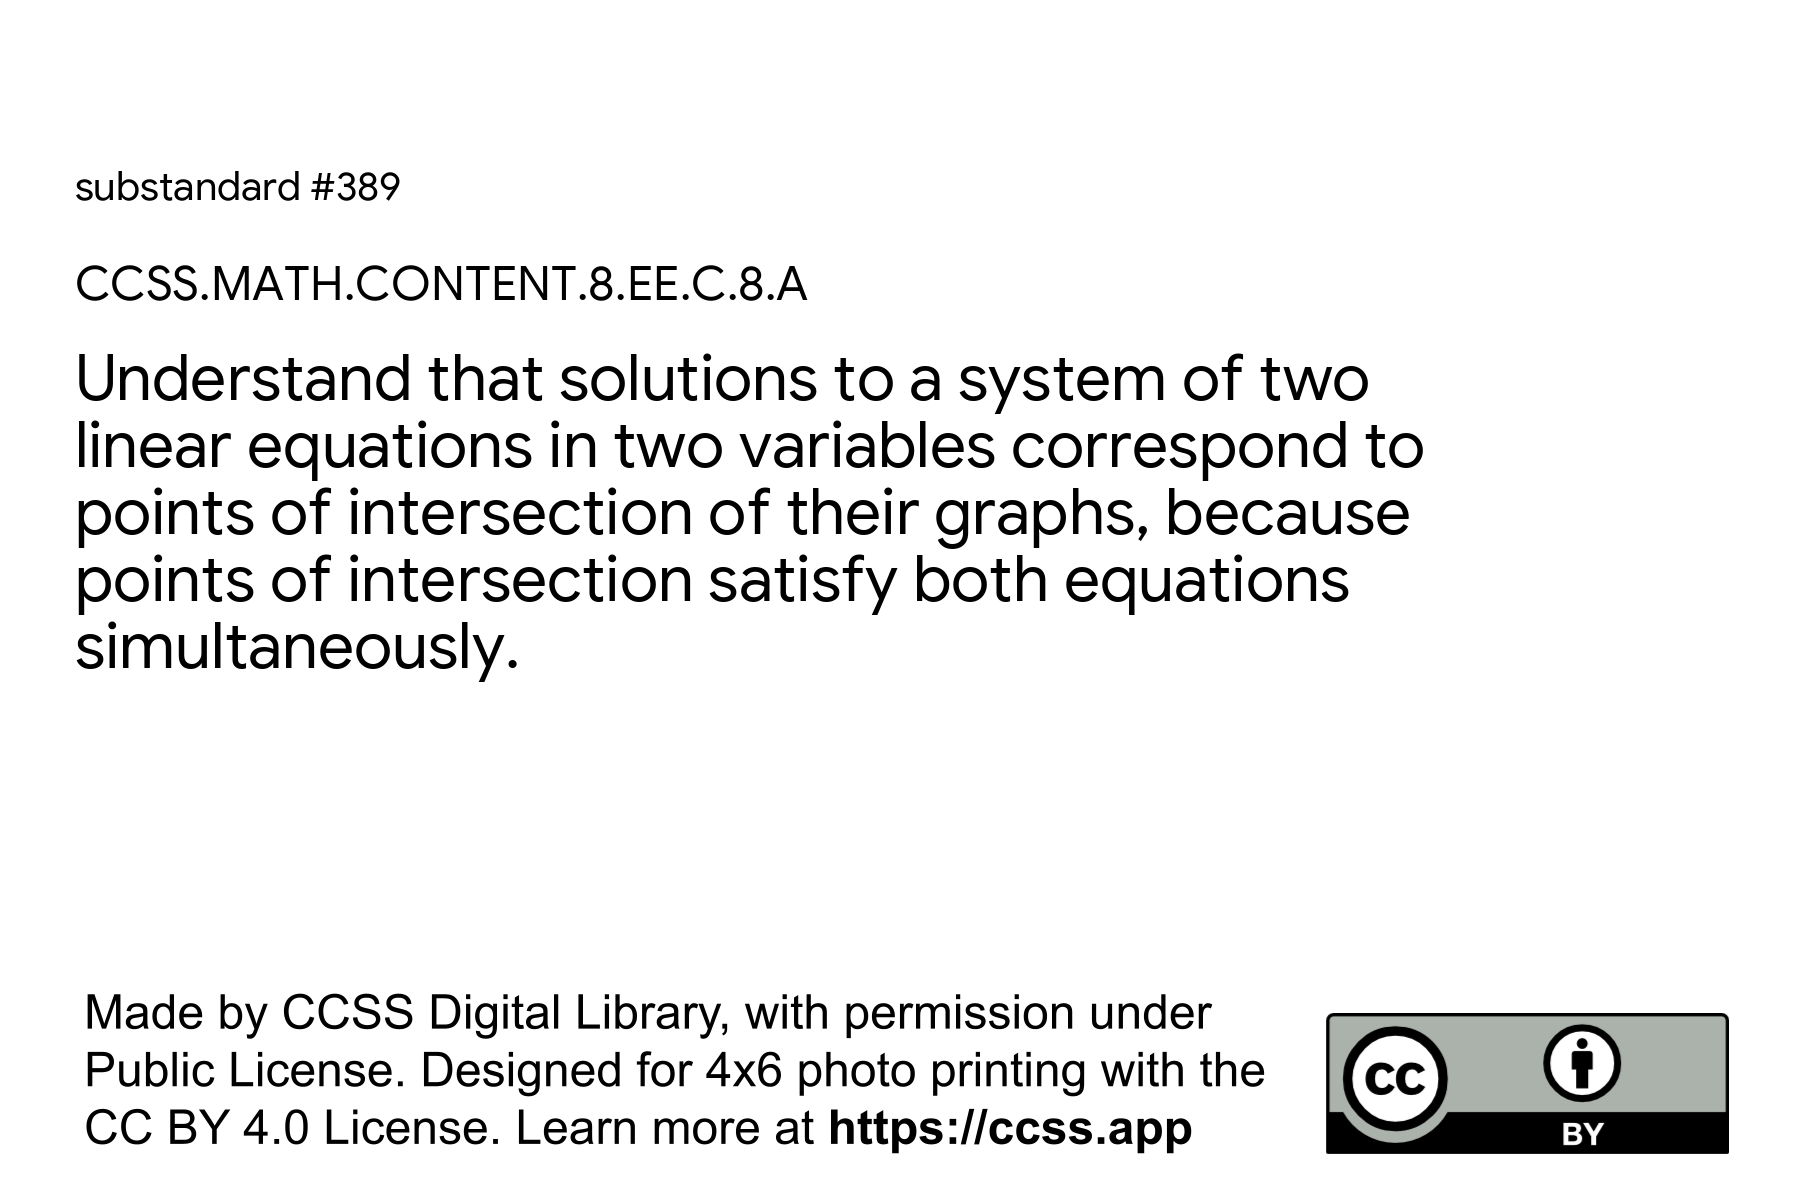 substandard #389
CCSS.MATH.CONTENT.8.EE.C.8.A
Understand that solutions to a system of two
linear equations in two variables correspond to
points of intersection of their graphs, because
points of intersection satisfy both equations
simultaneously.
Made by CCSS Digital Library, with permission under
Public License. Designed for 4x6 photo printing with the
CC BY 4.0 License. Learn more at https://ccss.app
CC
BY